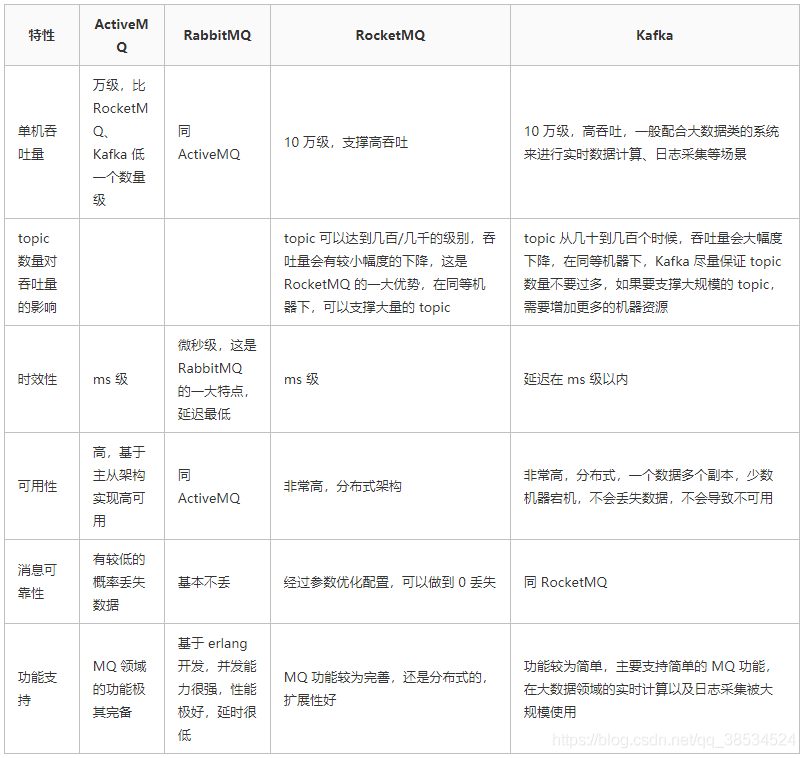 特性
ActiveM
Q
RabbitMQ
RocketMQ
Kafka
单机吞
吐量
万级，比
RocketM
Q、
Kafka 低
一个数量
级
同
ActiveMQ
10 万级，支撑高吞吐
10 万级，高吞吐，一般配合大数据类的系统
来进行实时数据计算、日志采集等场景
topic
数量对
吞吐量
的影响
topic 可以达到几百/几千的级别，吞
吐量会有较小幅度的下降，这是
RocketMQ 的一大优势，在同等机
器下，可以支撑大量的 topic
topic 从几十到几百个时候，吞吐量会大幅度
下降，在同等机器下，Kafka 尽量保证 topic
数量不要过多，如果要支撑大规模的 topic，
需要增加更多的机器资源
时效性
ms 级
微秒级，这是
RabbitMQ
的一大特点，
延迟最低
ms 级
延迟在 ms 级以内
可用性
高，基于
主从架构
实现高可
用
同
ActiveMQ
非常高，分布式架构
非常高，分布式，一个数据多个副本，少数
机器宕机，不会丢失数据，不会导致不可用
消息可
靠性
有较低的
概率丢失
数据
基本不丢
经过参数优化配置，可以做到 0 丢失
同 RocketMQ
功能支
持
MQ 领域
的功能极
其完备
基于 erlang
开发，并发能
力很强，性能
极好，延时很
低
MQ 功能较为完善，还是分布式的，
扩展性好
功能较为简单，主要支持简单的 MQ 功能，
在大数据领域的实时计算以及日志采集被大
规模使用
https://blog.csdn.net/qq_38534524